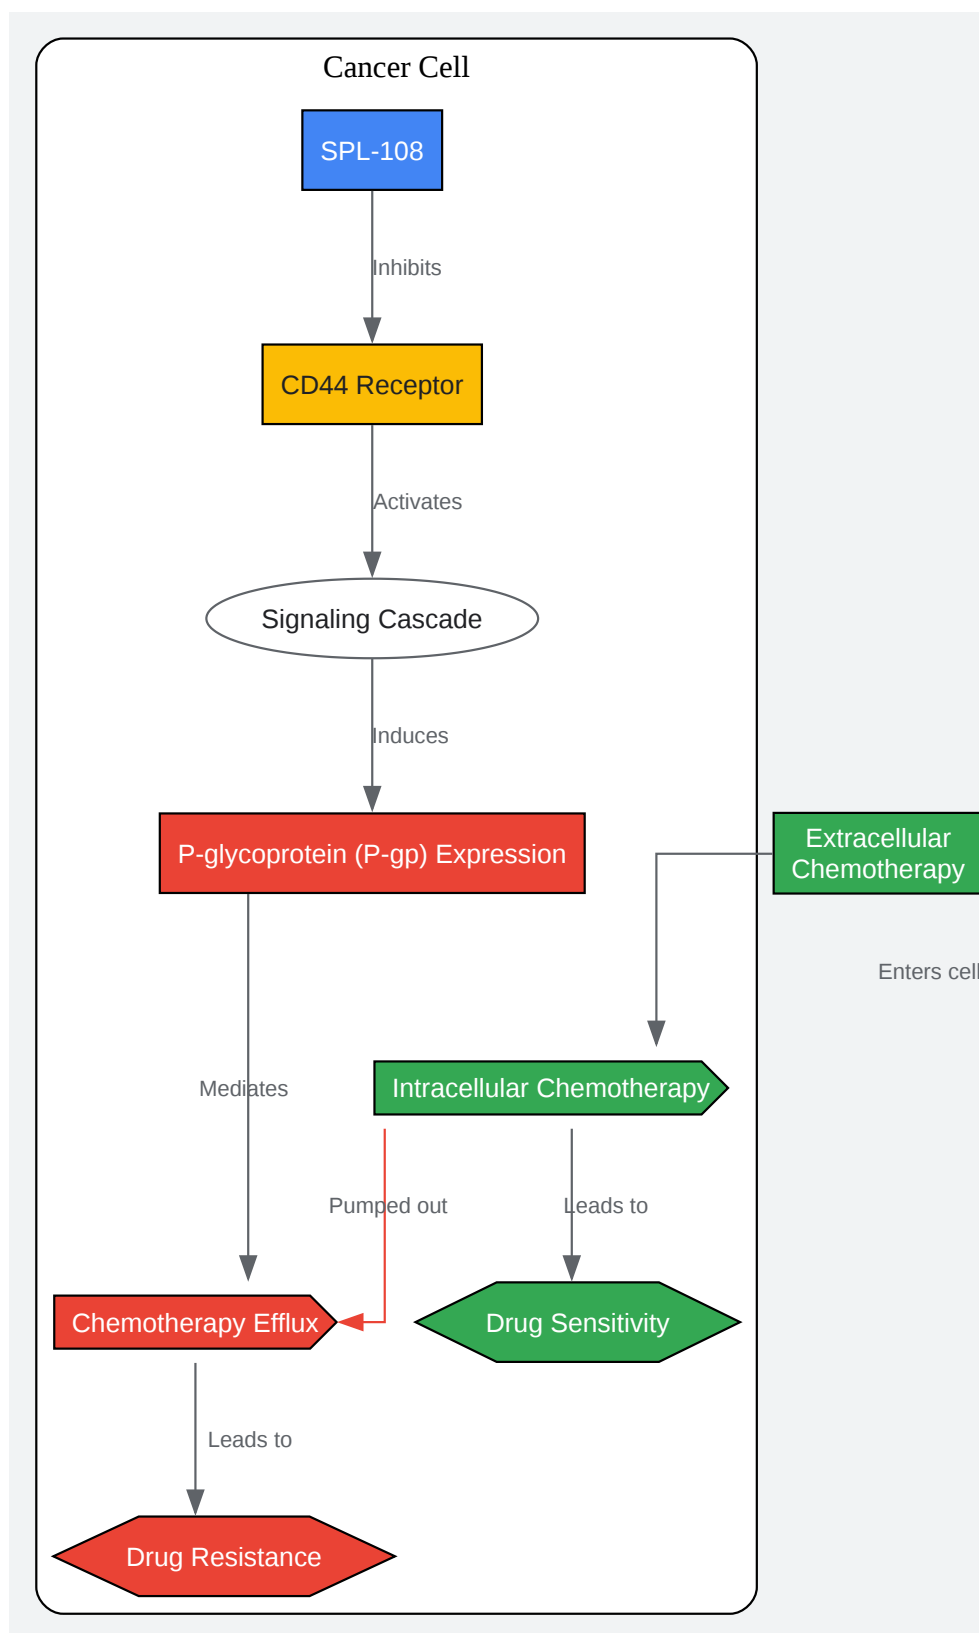 Cancer Cell
SPL-108
Inhibits
CD44 Receptor
Activates
Signaling Cascade
Induces
P-glycoprotein (P-gp) Expression
Extracellular
Chemotherapy
Enters cell
Intracellular Chemotherapy
Mediates
Pumped out
Leads to
Chemotherapy Efflux
Drug Sensitivity
Leads to
Drug Resistance